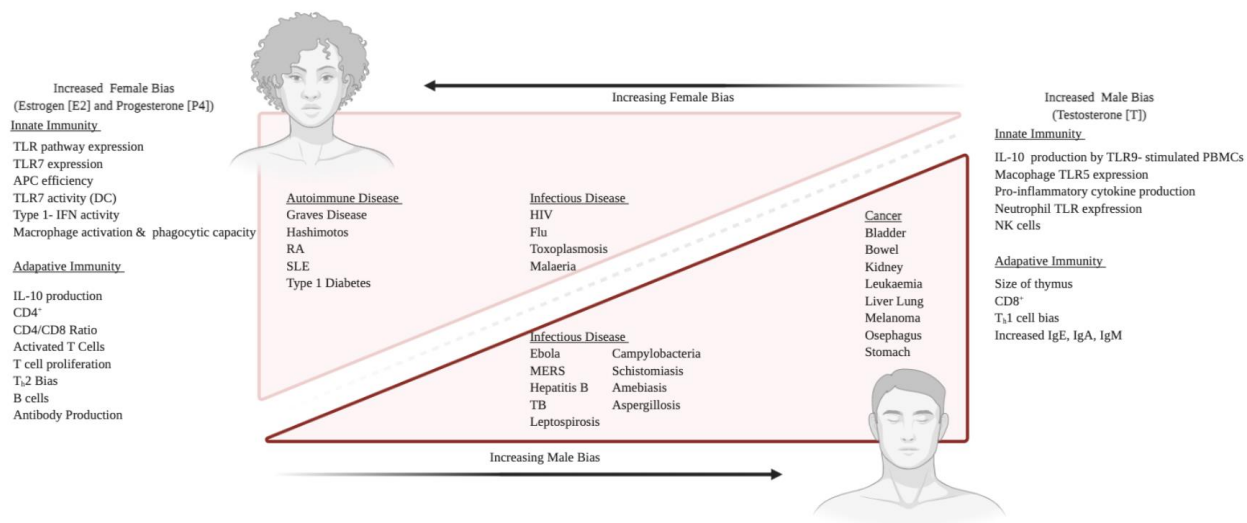 Increased Female Bias
(Estrogen [E2] and Progesterone [P4])
Innate Immunity
TLR pathway expression
TLR7 expression
APC efficiency
TLR7 activity (DC)
Type 1- IFN activity
Macrophage activation & phagocytic capacity
Adapative Immunity
IL-10 production
CD4⁺
CD4/CD8 Ratio
Activated T Cells
T cell proliferation
Tₕ2 Bias
B cells
Antibody Production
Increasing Female Bias
Autoimmune Disease
Graves Disease
Hashimotos
RA
SLE
Type 1 Diabetes
Infectious Disease
HIV
Flu
Toxoplasmosis
Malaeria
Infectious Disease
Ebola
MERS
Hepatitis B
TB
Leptospirosis
Campylobacteria
Schistomiasis
Amebiasis
Aspergillosis
Cancer
Bladder
Bowel
Kidney
Leukaemia
Liver Lung
Melanoma
Osephagus
Stomach
Increasing Male Bias
Increased Male Bias
(Testosterone [T])
Innate Immunity
IL-10 production by TLR9- stimulated PBMCs
Macophage TLR5 expression
Pro-inflammatory cytokine production
Neutrophil TLR expfression
NK cells
Adapative Immunity
Size of thymus
CD8⁺
Tₕ1 cell bias
Increased IgE, IgA, IgM